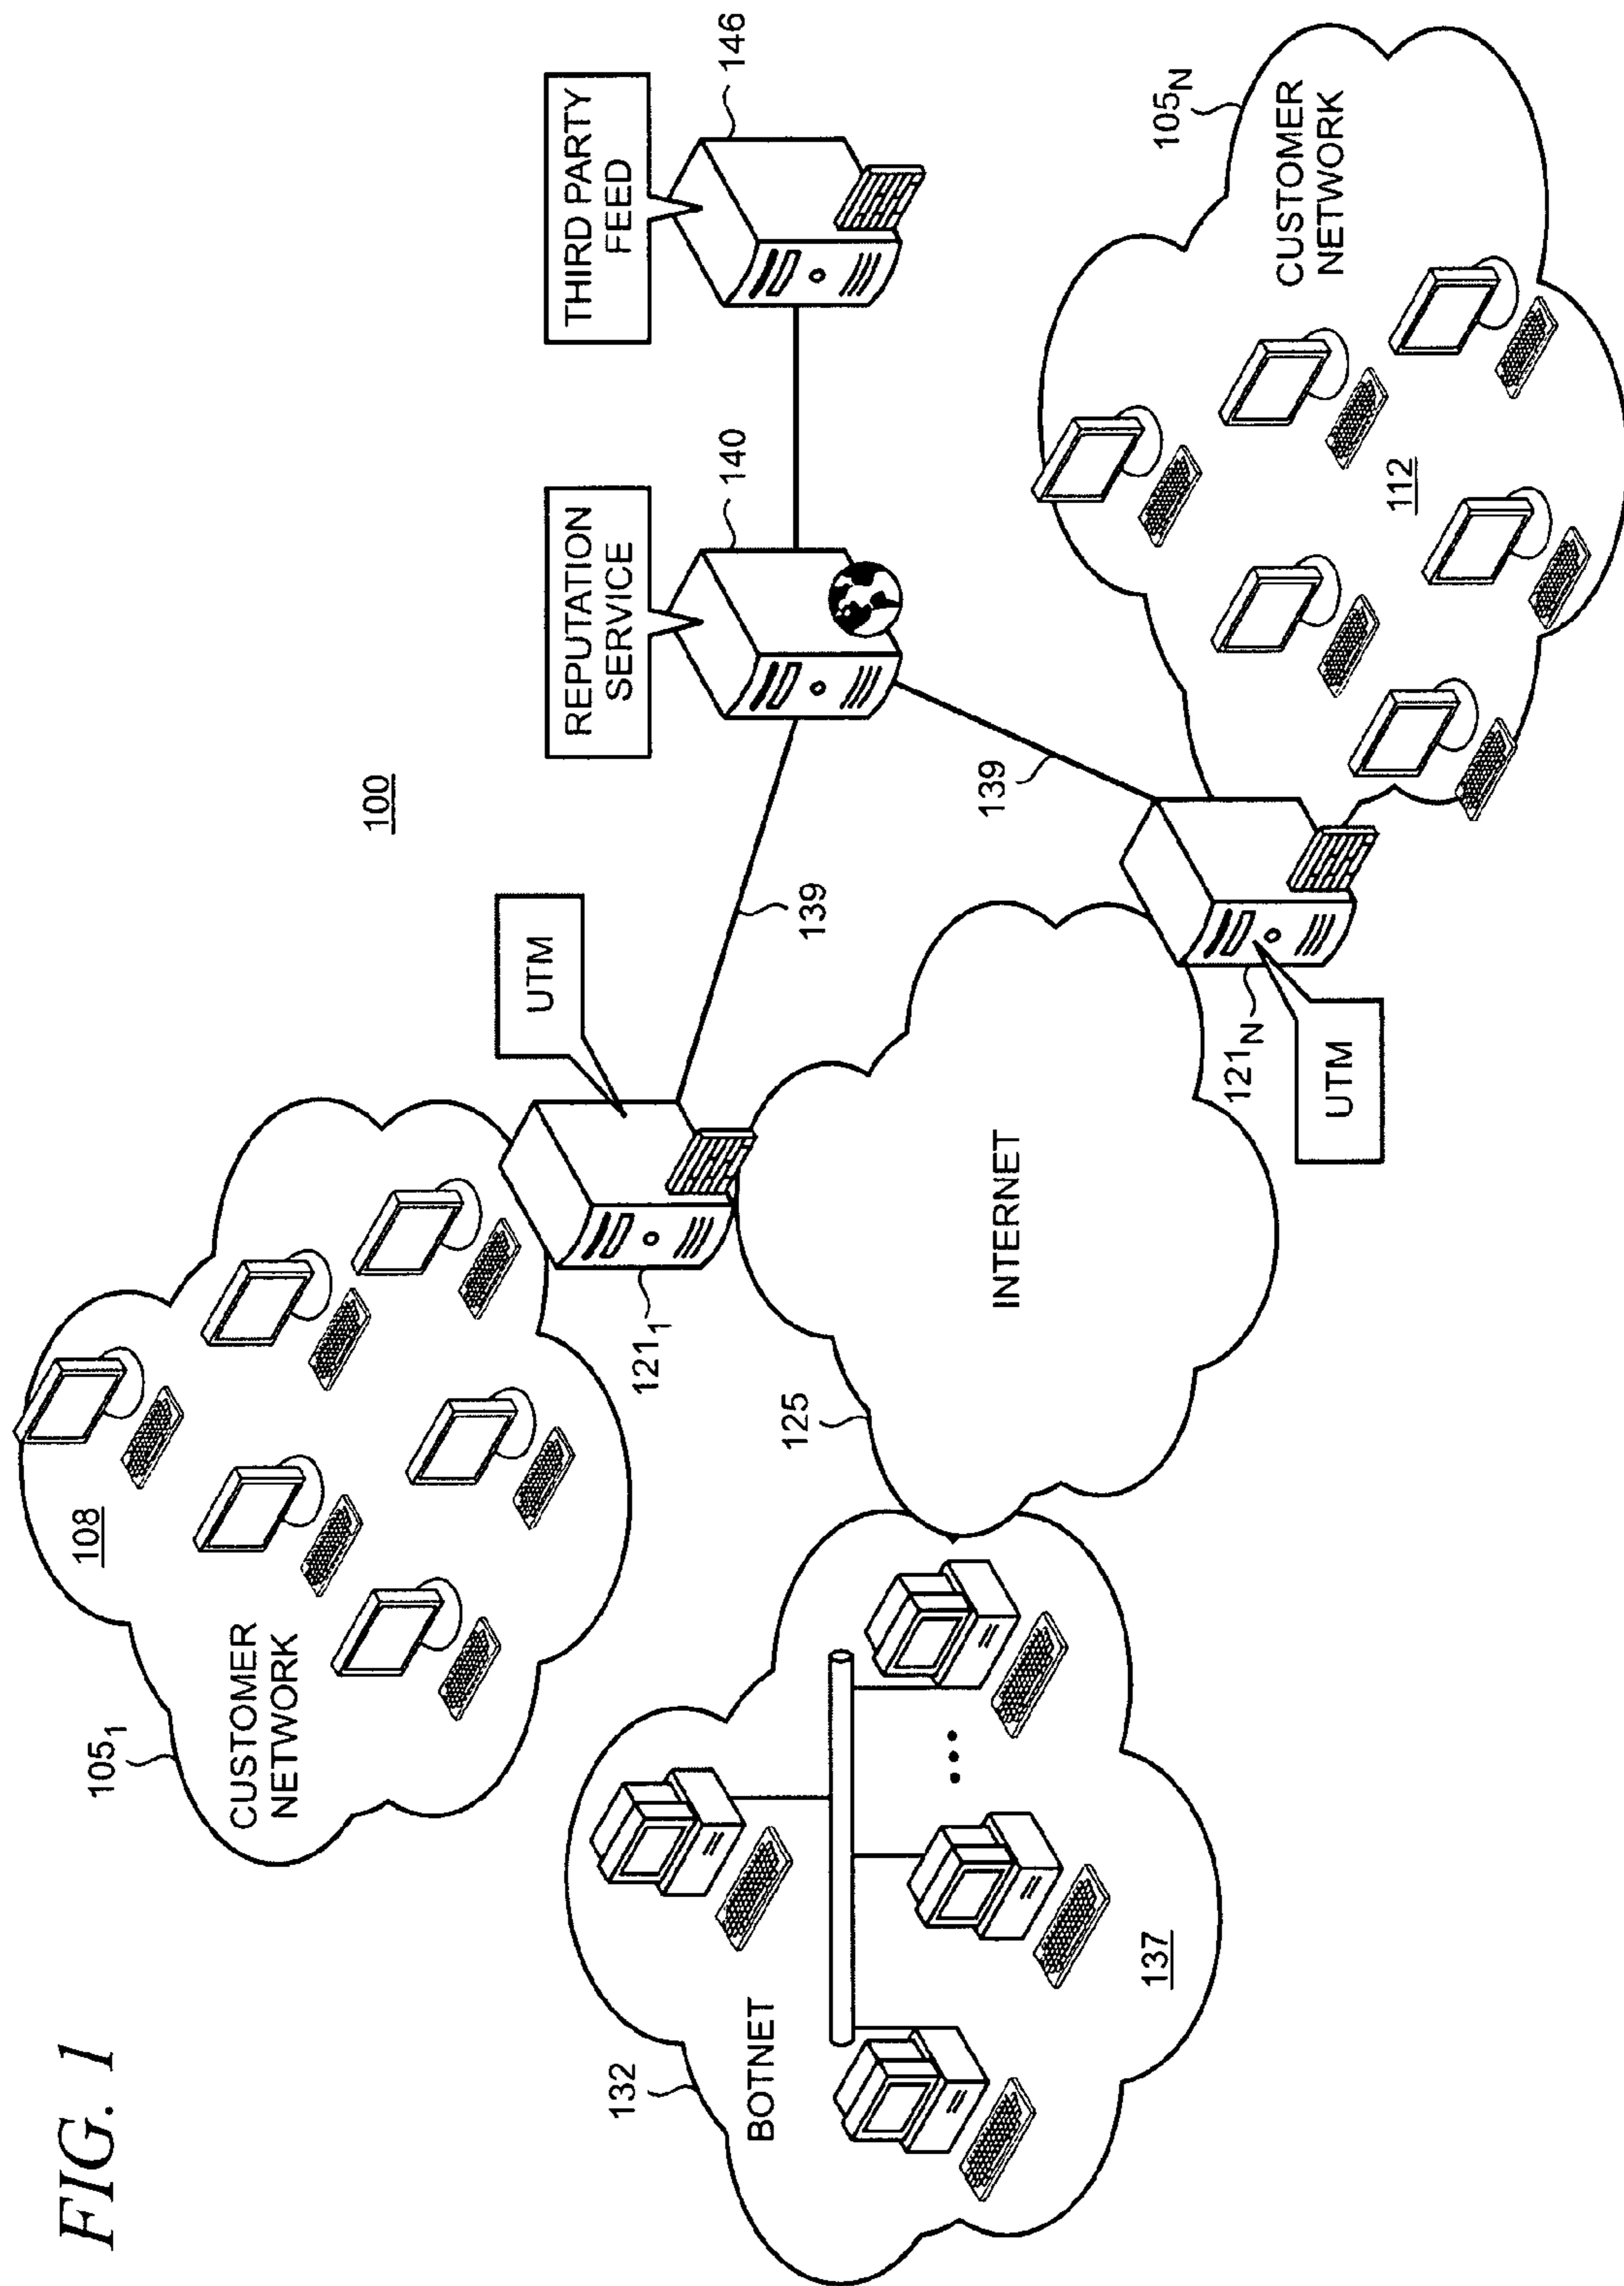 FIG. 1
100
105₁
CUSTOMER
NETWORK
108
UTM
121₁
139
REPUTATION
SERVICE
140
THIRD PARTY
FEED
146
132
BOTNET
137
125
INTERNET
139
121N
UTM
105N
CUSTOMER
NETWORK
112